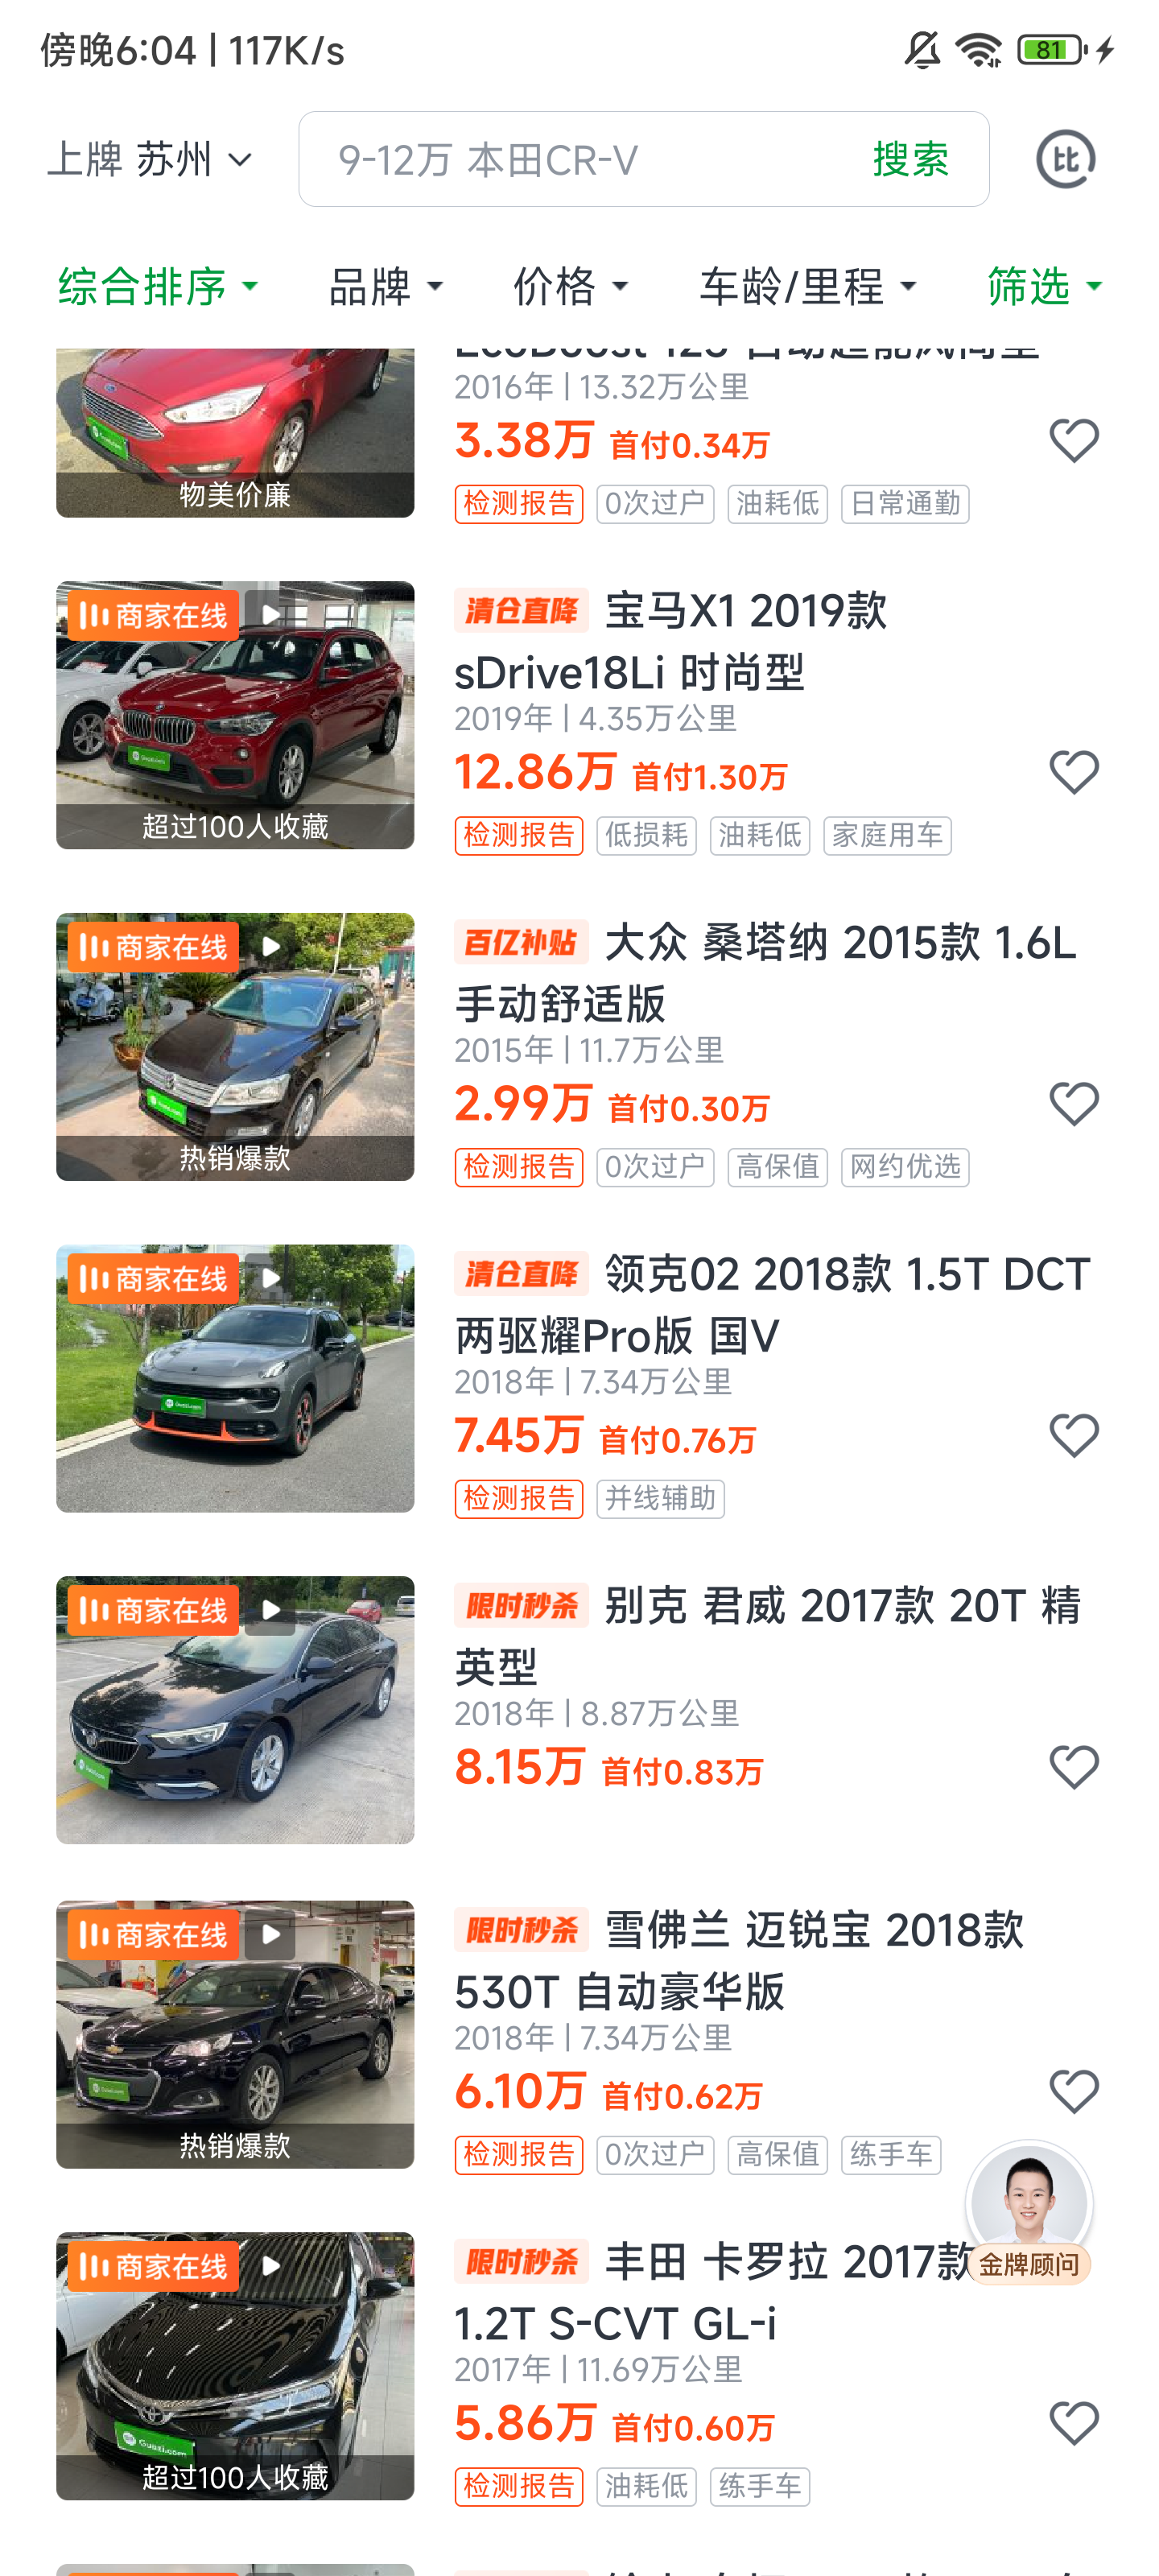 傍晚6:04 | 117K/s
81
上牌 苏州
9-12万 本田CR-V
搜索
比
综合排序
品牌
价格
车龄/里程
筛选
2016年 | 13.32万公里
3.38万 首付0.34万
物美价廉
检测报告 0次过户 油耗低 日常通勤
商家在线
清仓直降 宝马X1 2019款
sDrive18Li 时尚型
2019年 | 4.35万公里
12.86万 首付1.30万
超过100人收藏
检测报告 低损耗 油耗低 家庭用车
商家在线
百亿补贴 大众 桑塔纳 2015款 1.6L
手动舒适版
2015年 | 11.7万公里
2.99万 首付0.30万
热销爆款
检测报告 0次过户 高保值 网约优选
商家在线
清仓直降 领克02 2018款 1.5T DCT
两驱耀Pro版 国V
2018年 | 7.34万公里
7.45万 首付0.76万
检测报告 并线辅助
商家在线
限时秒杀 别克 君威 2017款 20T 精
英型
2018年 | 8.87万公里
8.15万 首付0.83万
商家在线
限时秒杀 雪佛兰 迈锐宝 2018款
530T 自动豪华版
2018年 | 7.34万公里
6.10万 首付0.62万
热销爆款
检测报告 0次过户 高保值 练手车
商家在线
限时秒杀 丰田 卡罗拉 2017款
金牌顾问
1.2T S-CVT GL-i
2017年 | 11.69万公里
5.86万 首付0.60万
Guazi.com
超过100人收藏
检测报告 油耗低 练手车